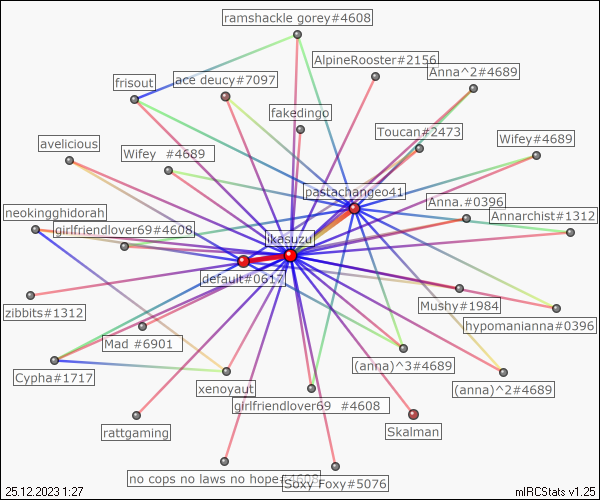 ramshackle gorey#4608
AlpineRooster#2156
Anna^2#4689
frisout
ace deucy#7097
fakedingo
Toucan#2473
Wifey#4689
avelicious
Wifey #4689
pastachangeo41
Anna.#0396
neokingghidorah
Annarchist#1312
girlfriendlover69#4608
jkasuzu
default#0617
zibbits#1312
Mushy#1984
hypomanianna#0396
Mad #6901
(anna)^3#4689
Cypha#1717
xenoyaut
(anna)^2#4689
girlfriendlover69 #4608
rattgaming
Skalman
no cops no laws no hope#4608
Soxy Foxy#5076
25.12.2023 1:27
mIRCStats v1.25